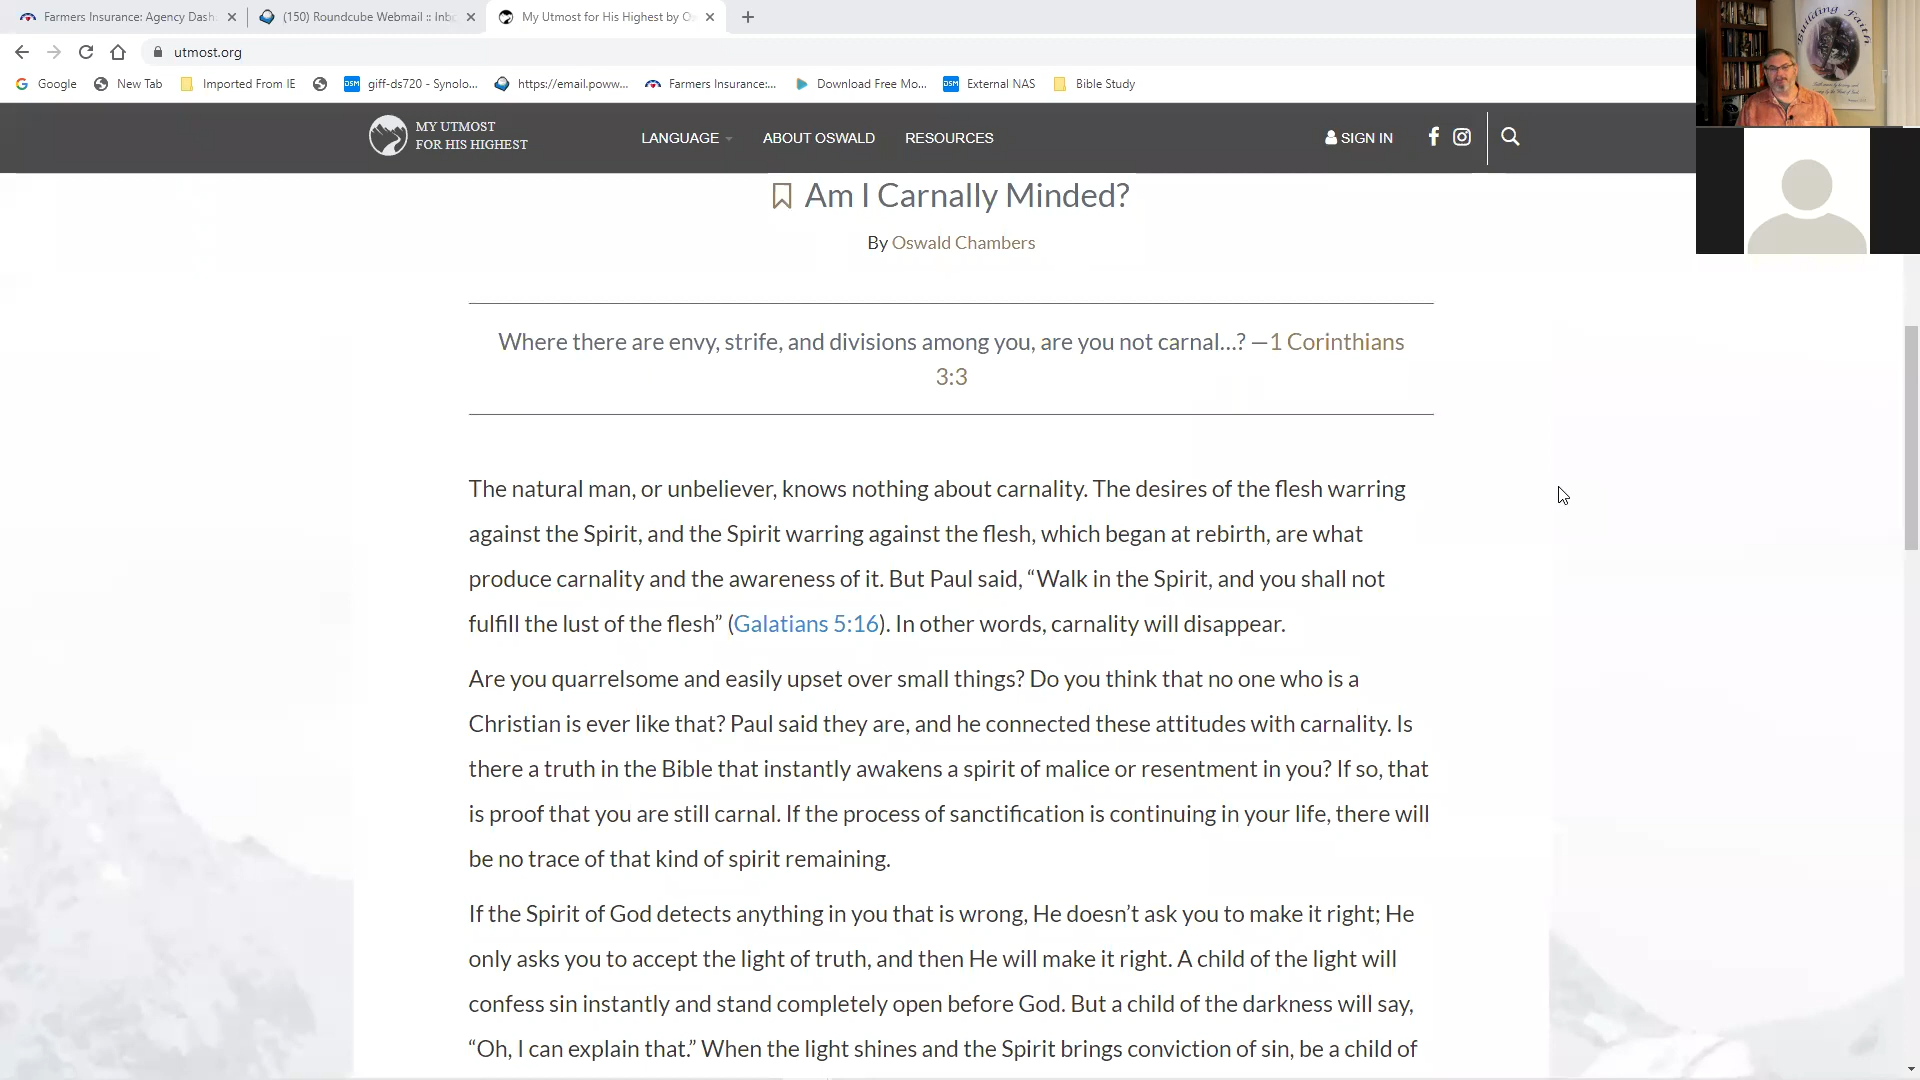 Farmers Insurance: Agency Dash
(150) Roundcube Webmail :: Inb
My Utmost for His Highest by O
utmost.org
Google
New Tab
Imported From IE
giff-ds720 - Synolo...
https://email.poww...
Farmers Insurance:...
Download Free Mo...
External NAS
Bible Study
Building Faith
MY UTMOST
FOR HIS HIGHEST
LANGUAGE
ABOUT OSWALD
RESOURCES
SIGN IN
Am I Carnally Minded?
By Oswald Chambers
Where there are envy, strife, and divisions among you, are you not carnal…? —1 Corinthians
3:3
The natural man, or unbeliever, knows nothing about carnality. The desires of the flesh warring
against the Spirit, and the Spirit warring against the flesh, which began at rebirth, are what
produce carnality and the awareness of it. But Paul said, “Walk in the Spirit, and you shall not
fulfill the lust of the flesh” (Galatians 5:16). In other words, carnality will disappear.
Are you quarrelsome and easily upset over small things? Do you think that no one who is a
Christian is ever like that? Paul said they are, and he connected these attitudes with carnality. Is
there a truth in the Bible that instantly awakens a spirit of malice or resentment in you? If so, that
is proof that you are still carnal. If the process of sanctification is continuing in your life, there will
be no trace of that kind of spirit remaining.
If the Spirit of God detects anything in you that is wrong, He doesn’t ask you to make it right; He
only asks you to accept the light of truth, and then He will make it right. A child of the light will
confess sin instantly and stand completely open before God. But a child of the darkness will say,
“Oh, I can explain that.” When the light shines and the Spirit brings conviction of sin, be a child of